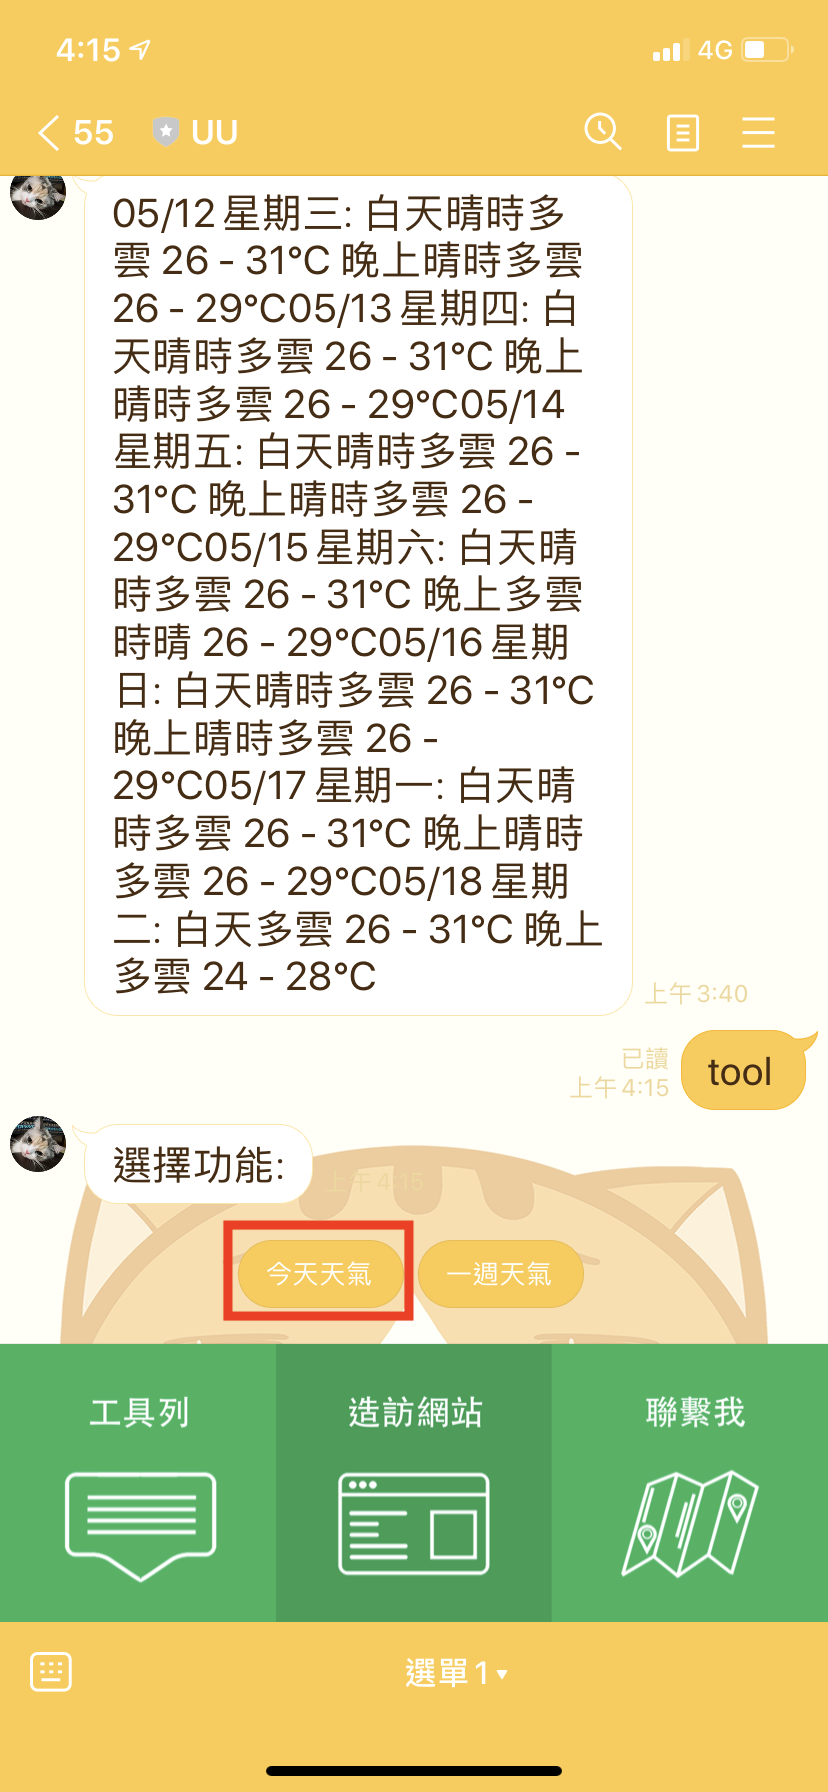 4:15
4G
55 UU
05/12 星期三: 白天晴時多
雲 26 - 31°C 晚上晴時多雲
26 - 29°C05/13 星期四: 白
天晴時多雲 26 - 31°C 晚上
晴時多雲 26 - 29°C05/14
星期五: 白天晴時多雲 26 -
31°C 晚上晴時多雲 26 -
29°C05/15 星期六: 白天晴
時多雲 26 - 31°C 晚上多雲
時晴 26 - 29°C05/16 星期
日: 白天晴時多雲 26 - 31°C
晚上晴時多雲 26 -
29°C05/17 星期一: 白天晴
時多雲 26 - 31°C 晚上晴時
多雲 26 - 29°C05/18 星期
二: 白天多雲 26 - 31°C 晚上
多雲 24 - 28°C
上午 3:40
已讀
上午 4:15
tool
選擇功能:
上午 4:15
今天天氣
一週天氣
工具列
造訪網站
聯繫我
選單 1▾